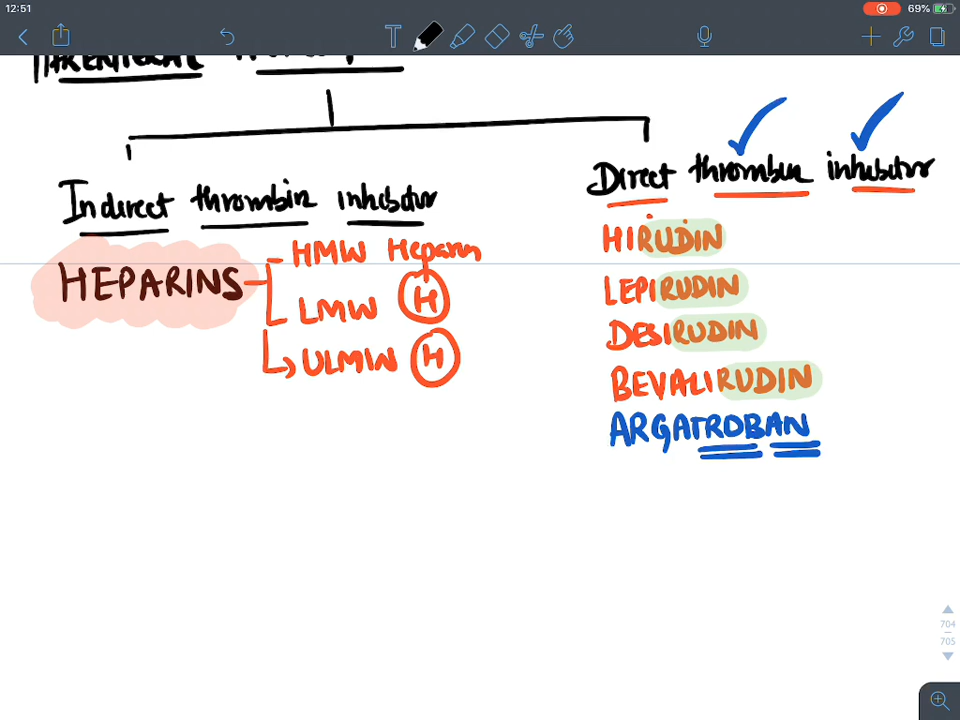 12:51
69%
T
PARENTERAL
Indirect thrombin inhibitor
HEPARINS
HMW Heparin
LMW H
ULMW H
Direct thrombin inhibitor
HIRUDIN
LEPIRUDIN
DESIRUDIN
BEVALIRUDIN
ARGATROBAN
704
705